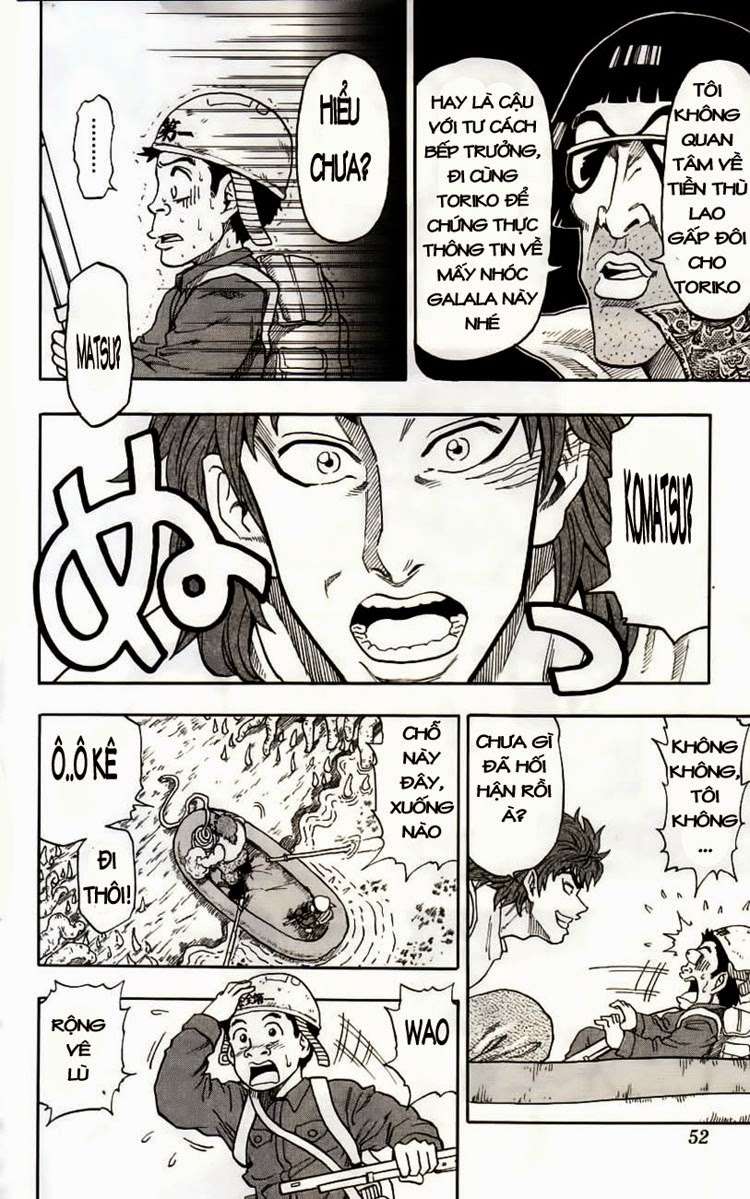 TÔI
KHÔNG
QUAN
TÂM VỀ
TIỀN THÙ
LAO
GẤP ĐÔI
CHO
TORIKO
HAY LÀ CẬU
VỚI TƯ CÁCH
BẾP TRƯỞNG,
ĐI CÙNG
TORIKO ĐỂ
CHỨNG THỰC
THÔNG TIN VỀ
MẤY NHÓC
GALALA NÀY
NHÉ
HIỂU
CHƯA?
........
MATSU?
KOMATSU?
ぬっ
KHÔNG
KHÔNG,
TÔI
KHÔNG
...
CHƯA GÌ
ĐÃ HỐI
HẬN RỒI
À?
CHỖ
NÀY
ĐÂY,
XUỐNG
NÀO
Ô..Ô KÊ
ĐI
THÔI!
WAO
RỘNG
VÊ
LÙ
52